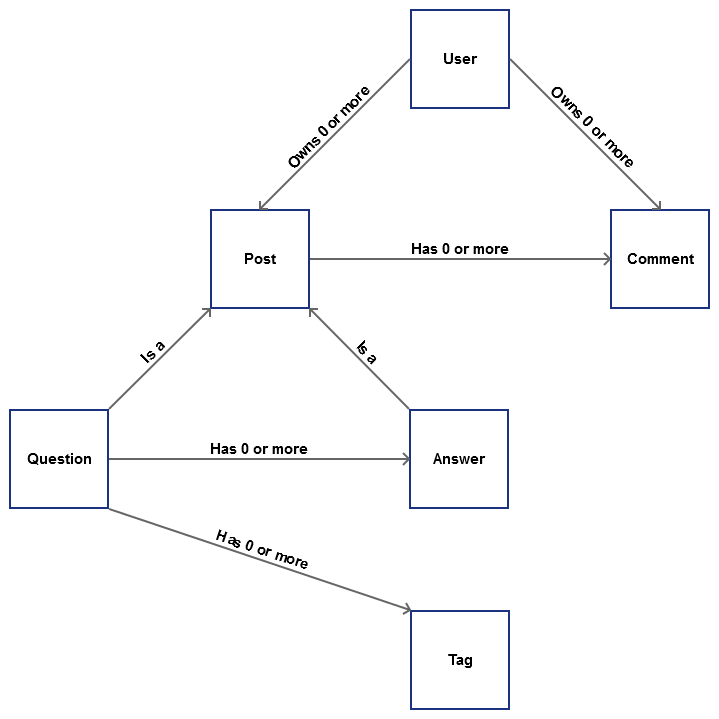 User
Owns 0 or more
Owns 0 or more
Post
Has 0 or more
Comment
Is a
Is a
Question
Has 0 or more
Answer
Has 0 or more
Tag